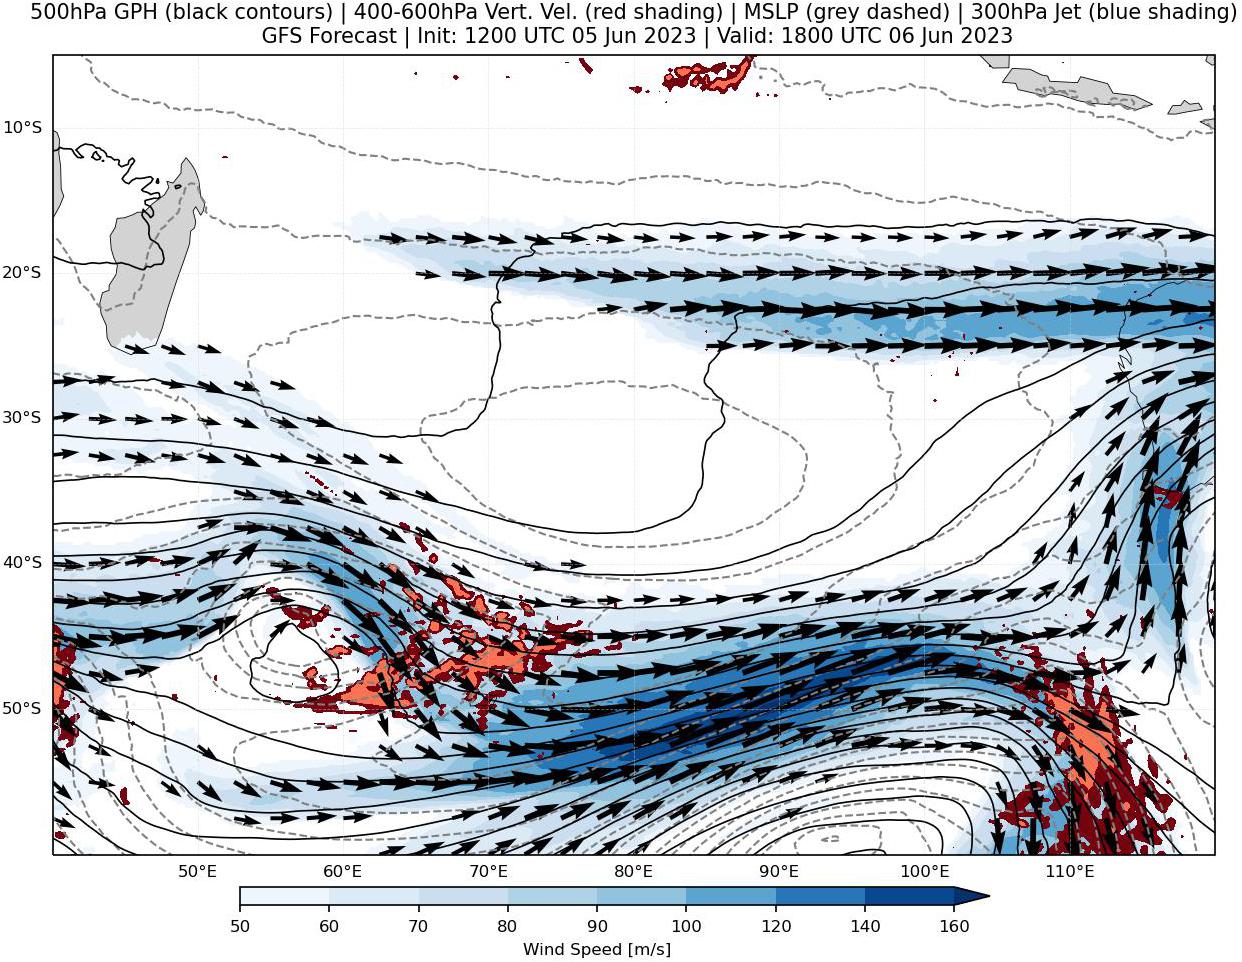 500hPa GPH (black contours) | 400-600hPa Vert. Vel. (red shading) | MSLP (grey dashed) | 300hPa Jet (blue shading)
GFS Forecast | Init: 1200 UTC 05 Jun 2023 | Valid: 1800 UTC 06 Jun 2023
10°S
20°S
30°S
40°S
50°S
50°E 60°E 70°E 80°E 90°E 100°E 110°E
50 60 70 80 90 100 120 140 160
Wind Speed [m/s]